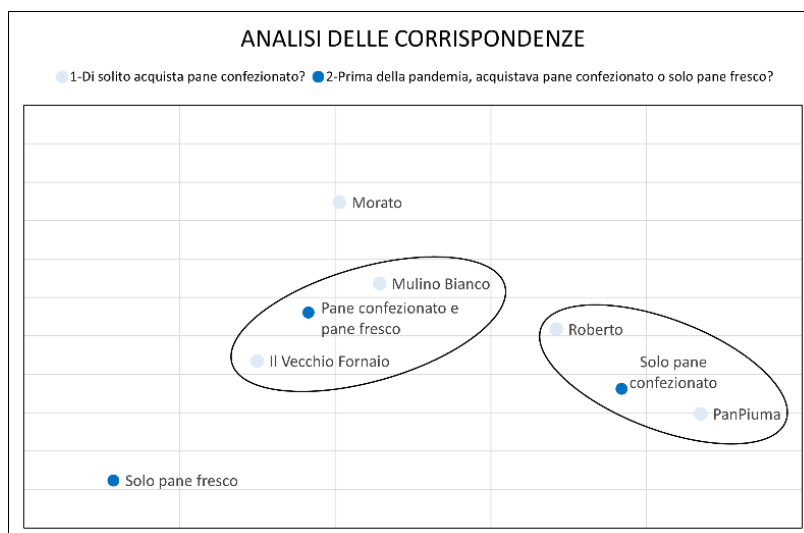 ANALISI DELLE CORRISPONDENZE
1-Di solito acquista pane confezionato? 2-Prima della pandemia, acquistava pane confezionato o solo pane fresco?
Morato
Mulino Bianco
Pane confezionato e
pane fresco
Roberto
Il Vecchio Fornaio
Solo pane
confezionato
PanPiuma
Solo pane fresco